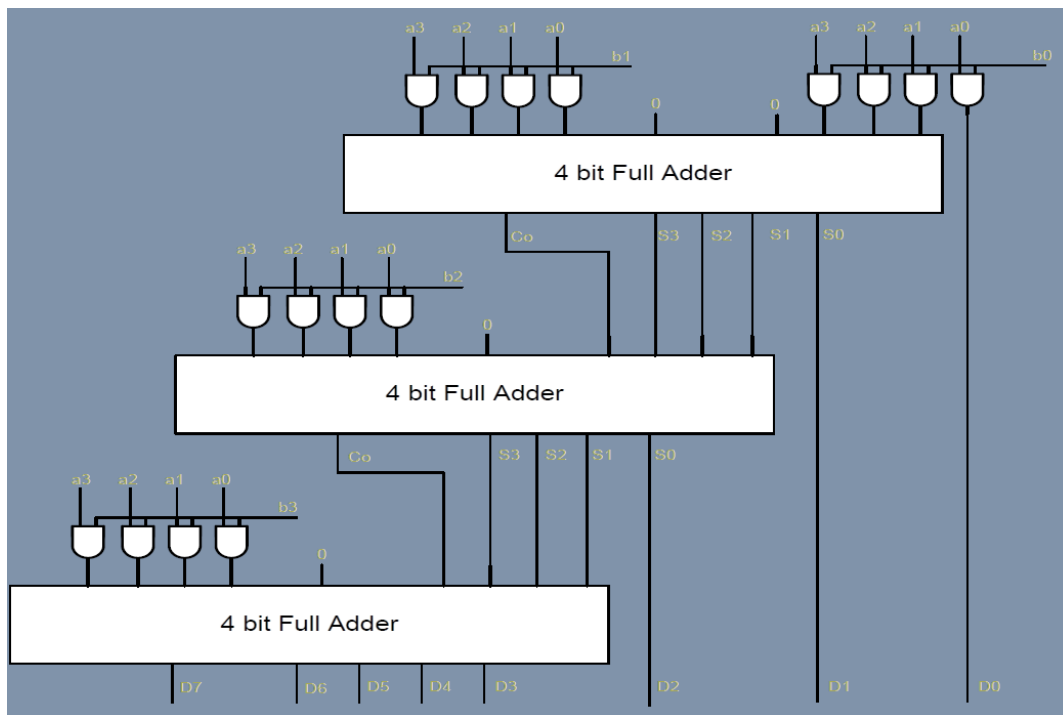 a3 a2 a1 a0 a3 a2 a1 a0
b1 b0
0 0
4 bit Full Adder
Co S3 S2 S1 S0
a3 a2 a1 a0
b2
0
4 bit Full Adder
Co S3 S2 S1 S0
a3 a2 a1 a0
b3
0
4 bit Full Adder
D7 D6 D5 D4 D3 D2 D1 D0